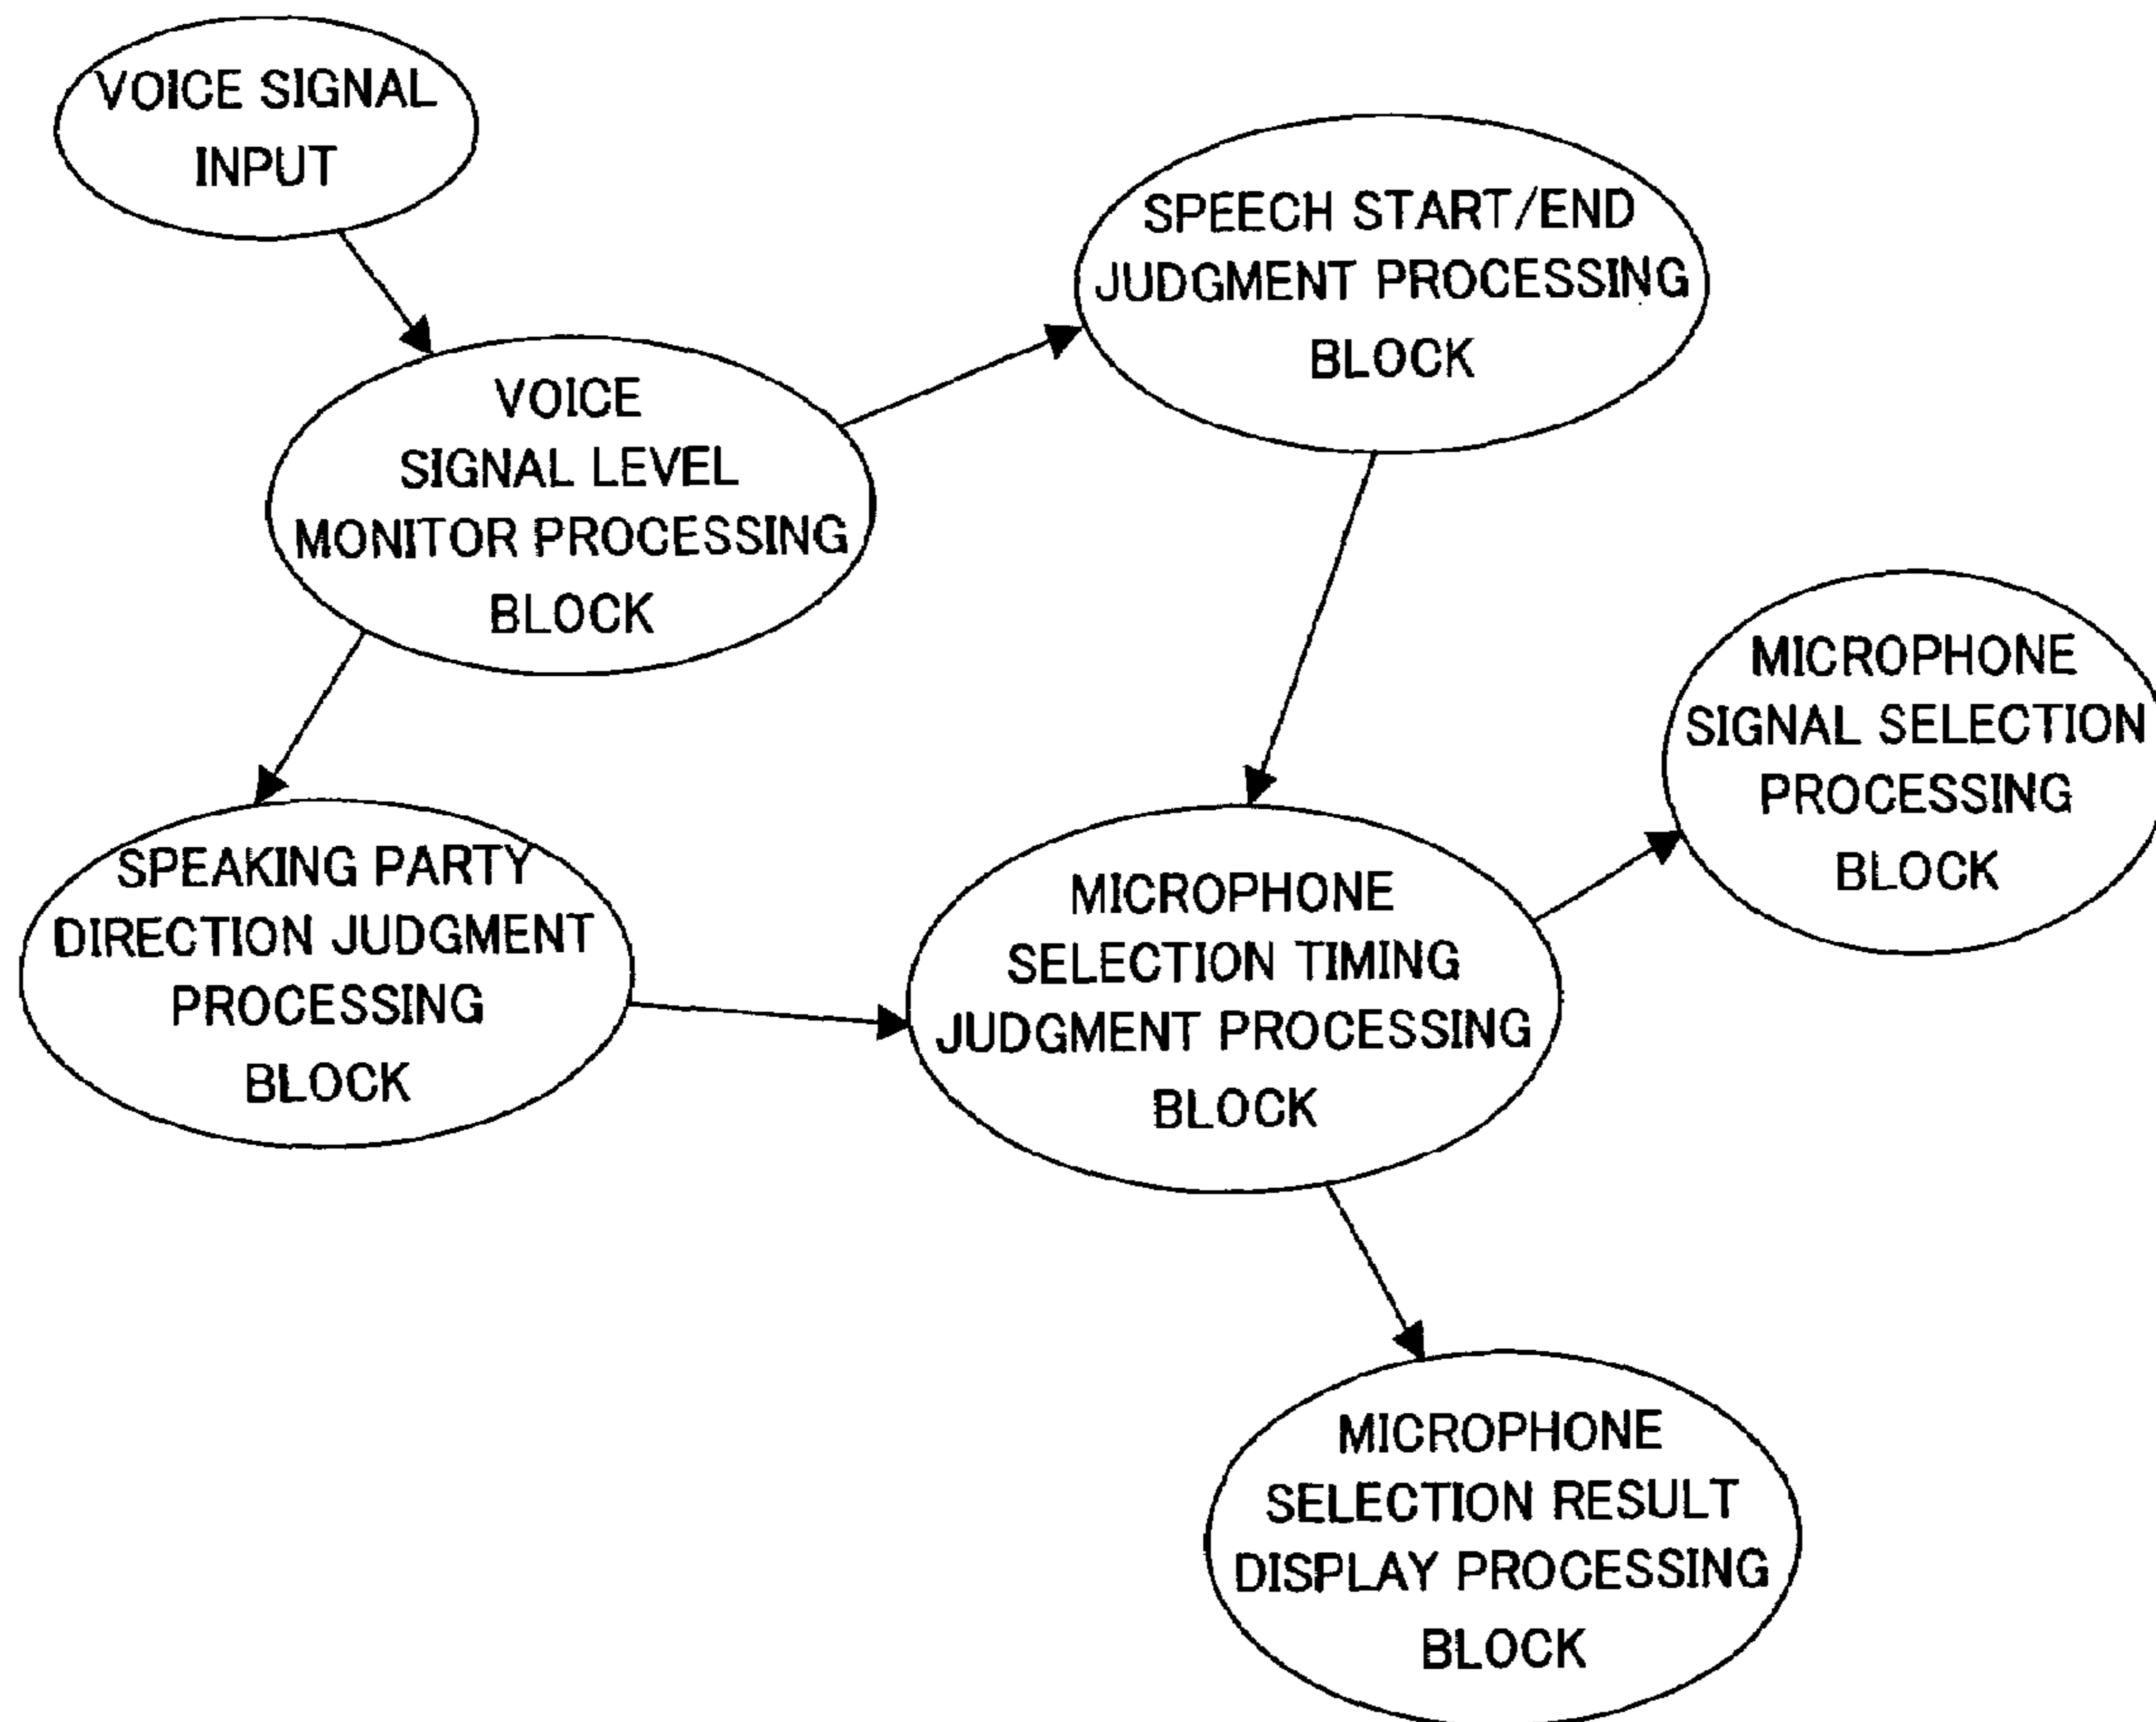 VOICE SIGNAL
INPUT
SPEECH START/END
JUDGMENT PROCESSING
BLOCK
VOICE
SIGNAL LEVEL
MONITOR PROCESSING
BLOCK
MICROPHONE
SIGNAL SELECTION
PROCESSING
BLOCK
SPEAKING PARTY
DIRECTION JUDGMENT
PROCESSING
BLOCK
MICROPHONE
SELECTION TIMING
JUDGMENT PROCESSING
BLOCK
MICROPHONE
SELECTION RESULT
DISPLAY PROCESSING
BLOCK